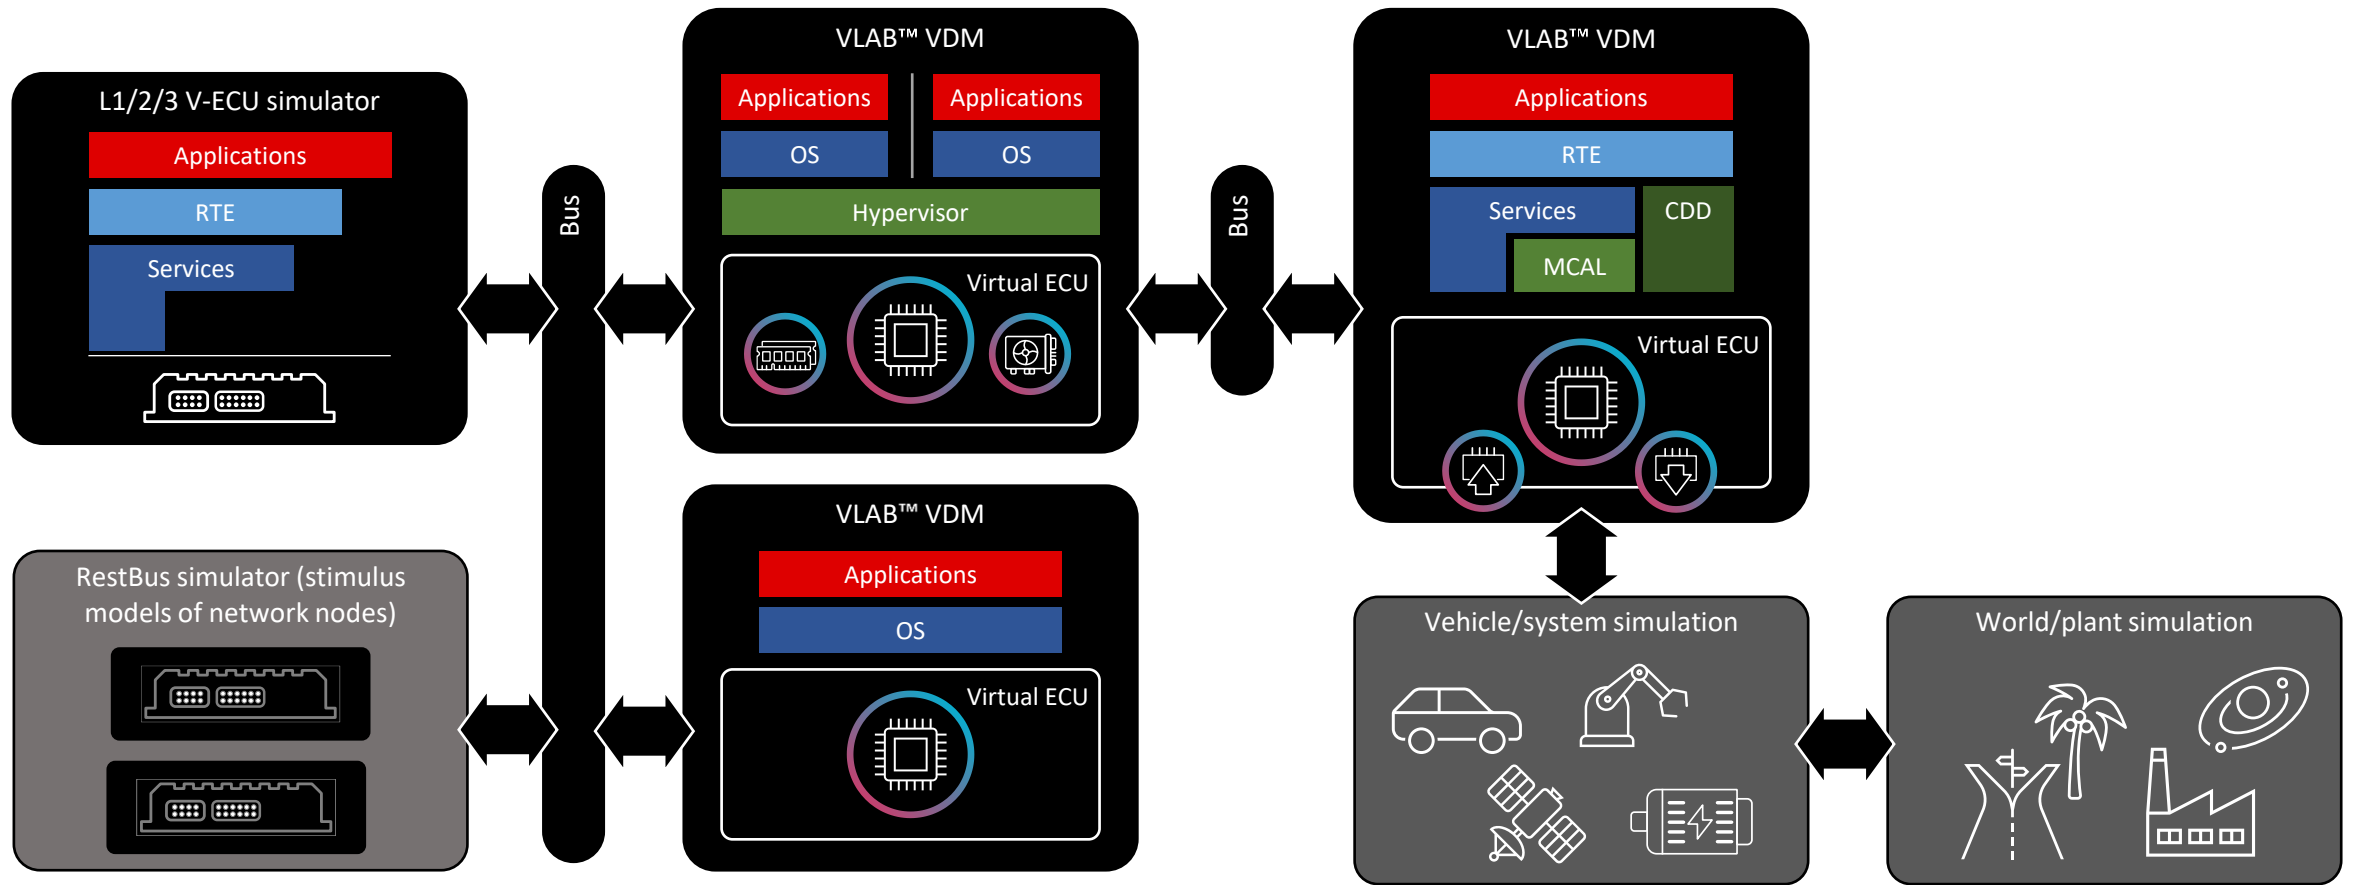 L1/2/3 V-ECU simulator
Applications
RTE
Services
RestBus simulator (stimulus
models of network nodes)
Bus
VLAB™ VDM
Applications
Applications
OS
OS
Hypervisor
Virtual ECU
VLAB™ VDM
Applications
OS
Virtual ECU
Bus
VLAB™ VDM
Applications
RTE
Services
CDD
MCAL
Virtual ECU
Vehicle/system simulation
World/plant simulation